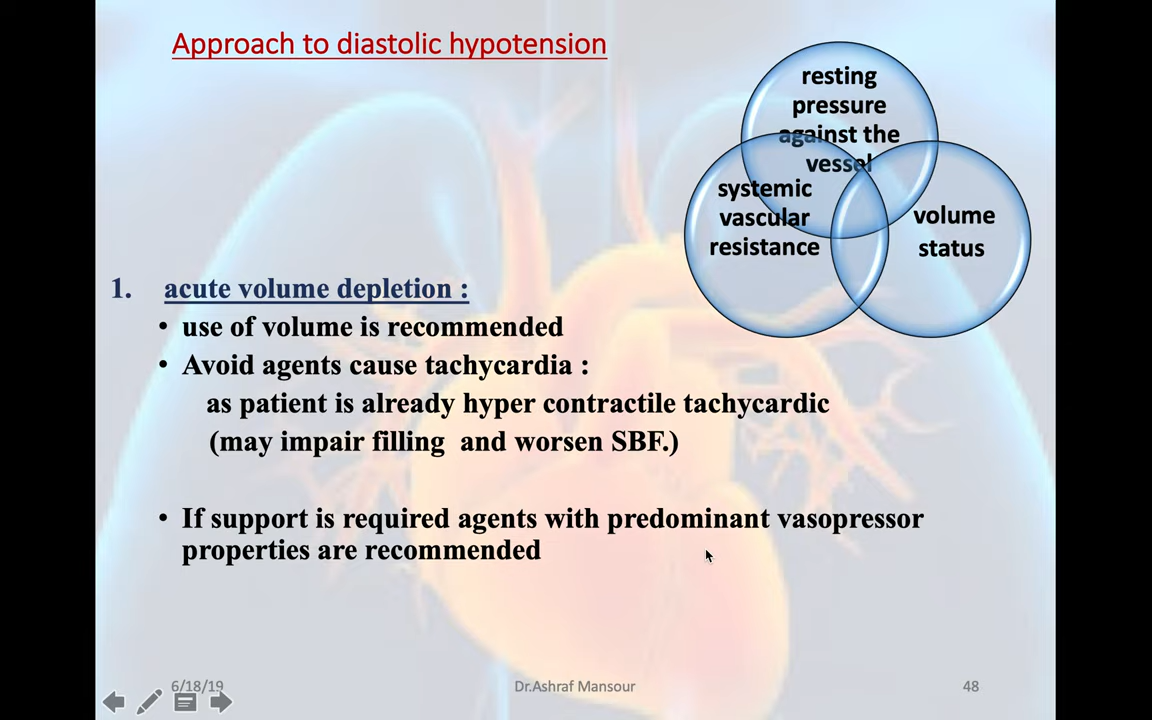 Approach to diastolic hypotension
resting
pressure
against the
vessel
systemic
vascular
resistance
volume
status
1. acute volume depletion :
• use of volume is recommended
• Avoid agents cause tachycardia :
as patient is already hyper contractile tachycardic
(may impair filling and worsen SBF.)
• If support is required agents with predominant vasopressor
properties are recommended
6/18/19
Dr.Ashraf Mansour
48